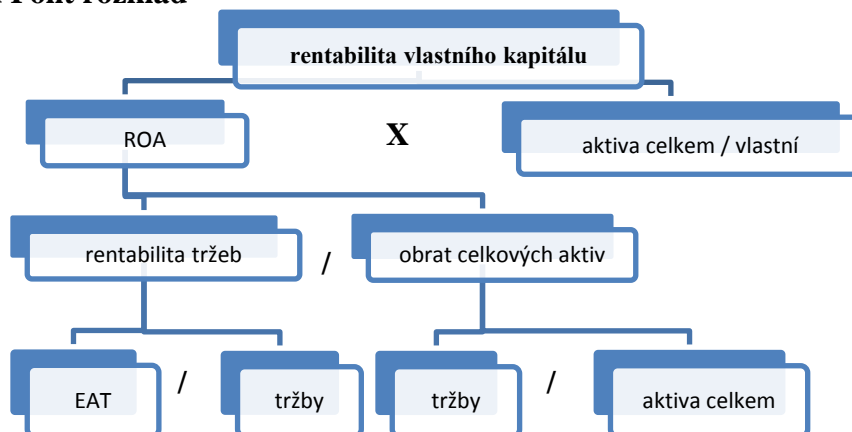 rentabilita vlastního kapitálu
ROA
X
aktiva celkem / vlastní
rentabilita tržeb
/
obrat celkových aktiv
EAT
/
tržby
tržby
/
aktiva celkem